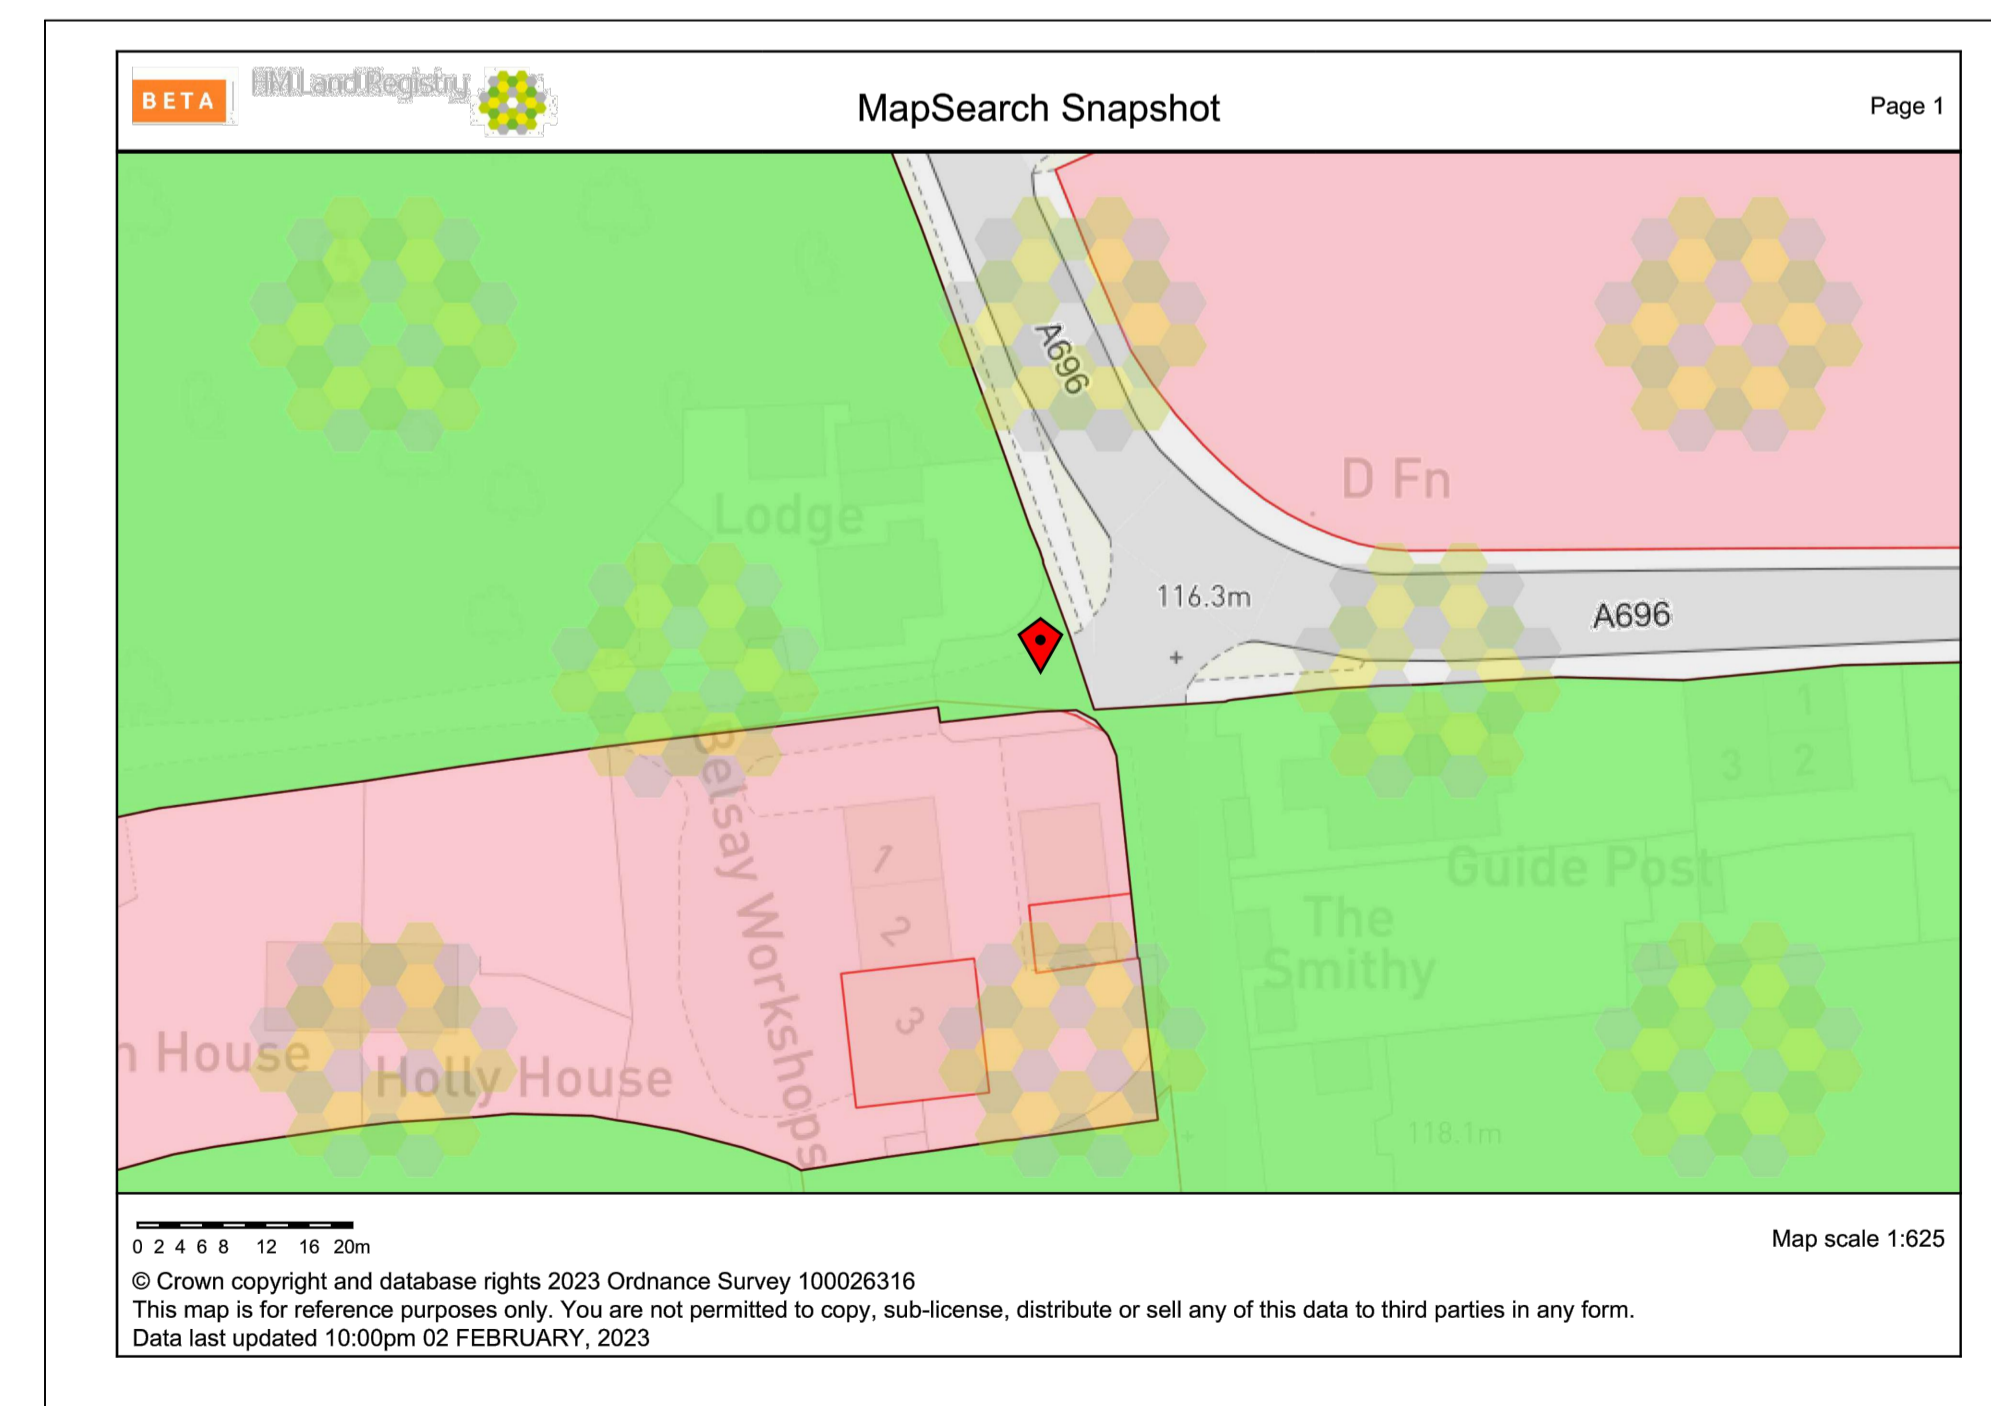 BETA
HM Land Registry
MapSearch Snapshot
Page 1
A696
D Fn
Lodge
116.3m
A696
1
3
2
Belsay Workshops
1
Guide Post
2
The
Smithy
3
n House
Holly House
118.1m
0 2 4 6 8 12 16 20m
Map scale 1:625
© Crown copyright and database rights 2023 Ordnance Survey 100026316
This map is for reference purposes only. You are not permitted to copy, sub-license, distribute or sell any of this data to third parties in any form.
Data last updated 10:00pm 02 FEBRUARY, 2023